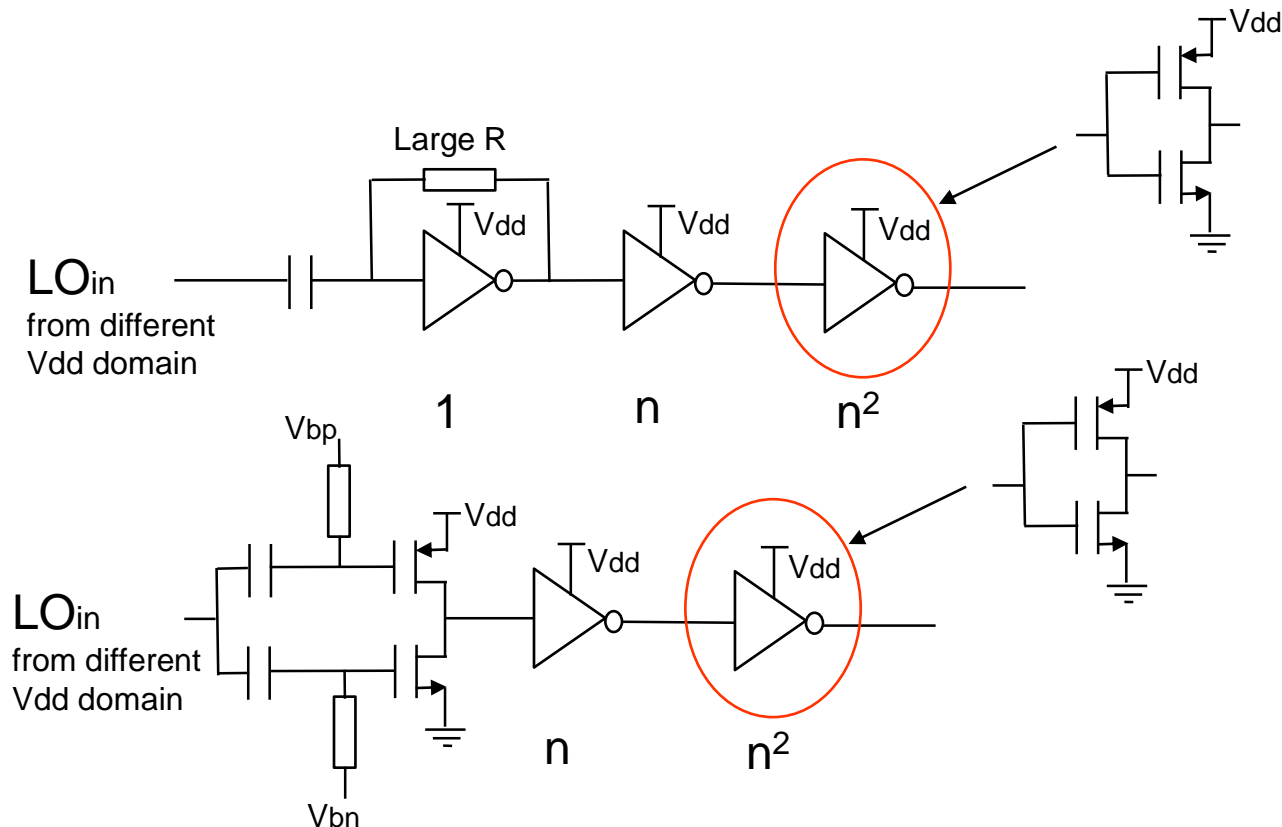 Vdd
Large R
Vdd
Vdd
Vdd
LOin
from different
Vdd domain
1
n
n²
Vbp
Vdd
Vdd
Vdd
Vdd
LOin
from different
Vdd domain
n
n²
Vbn